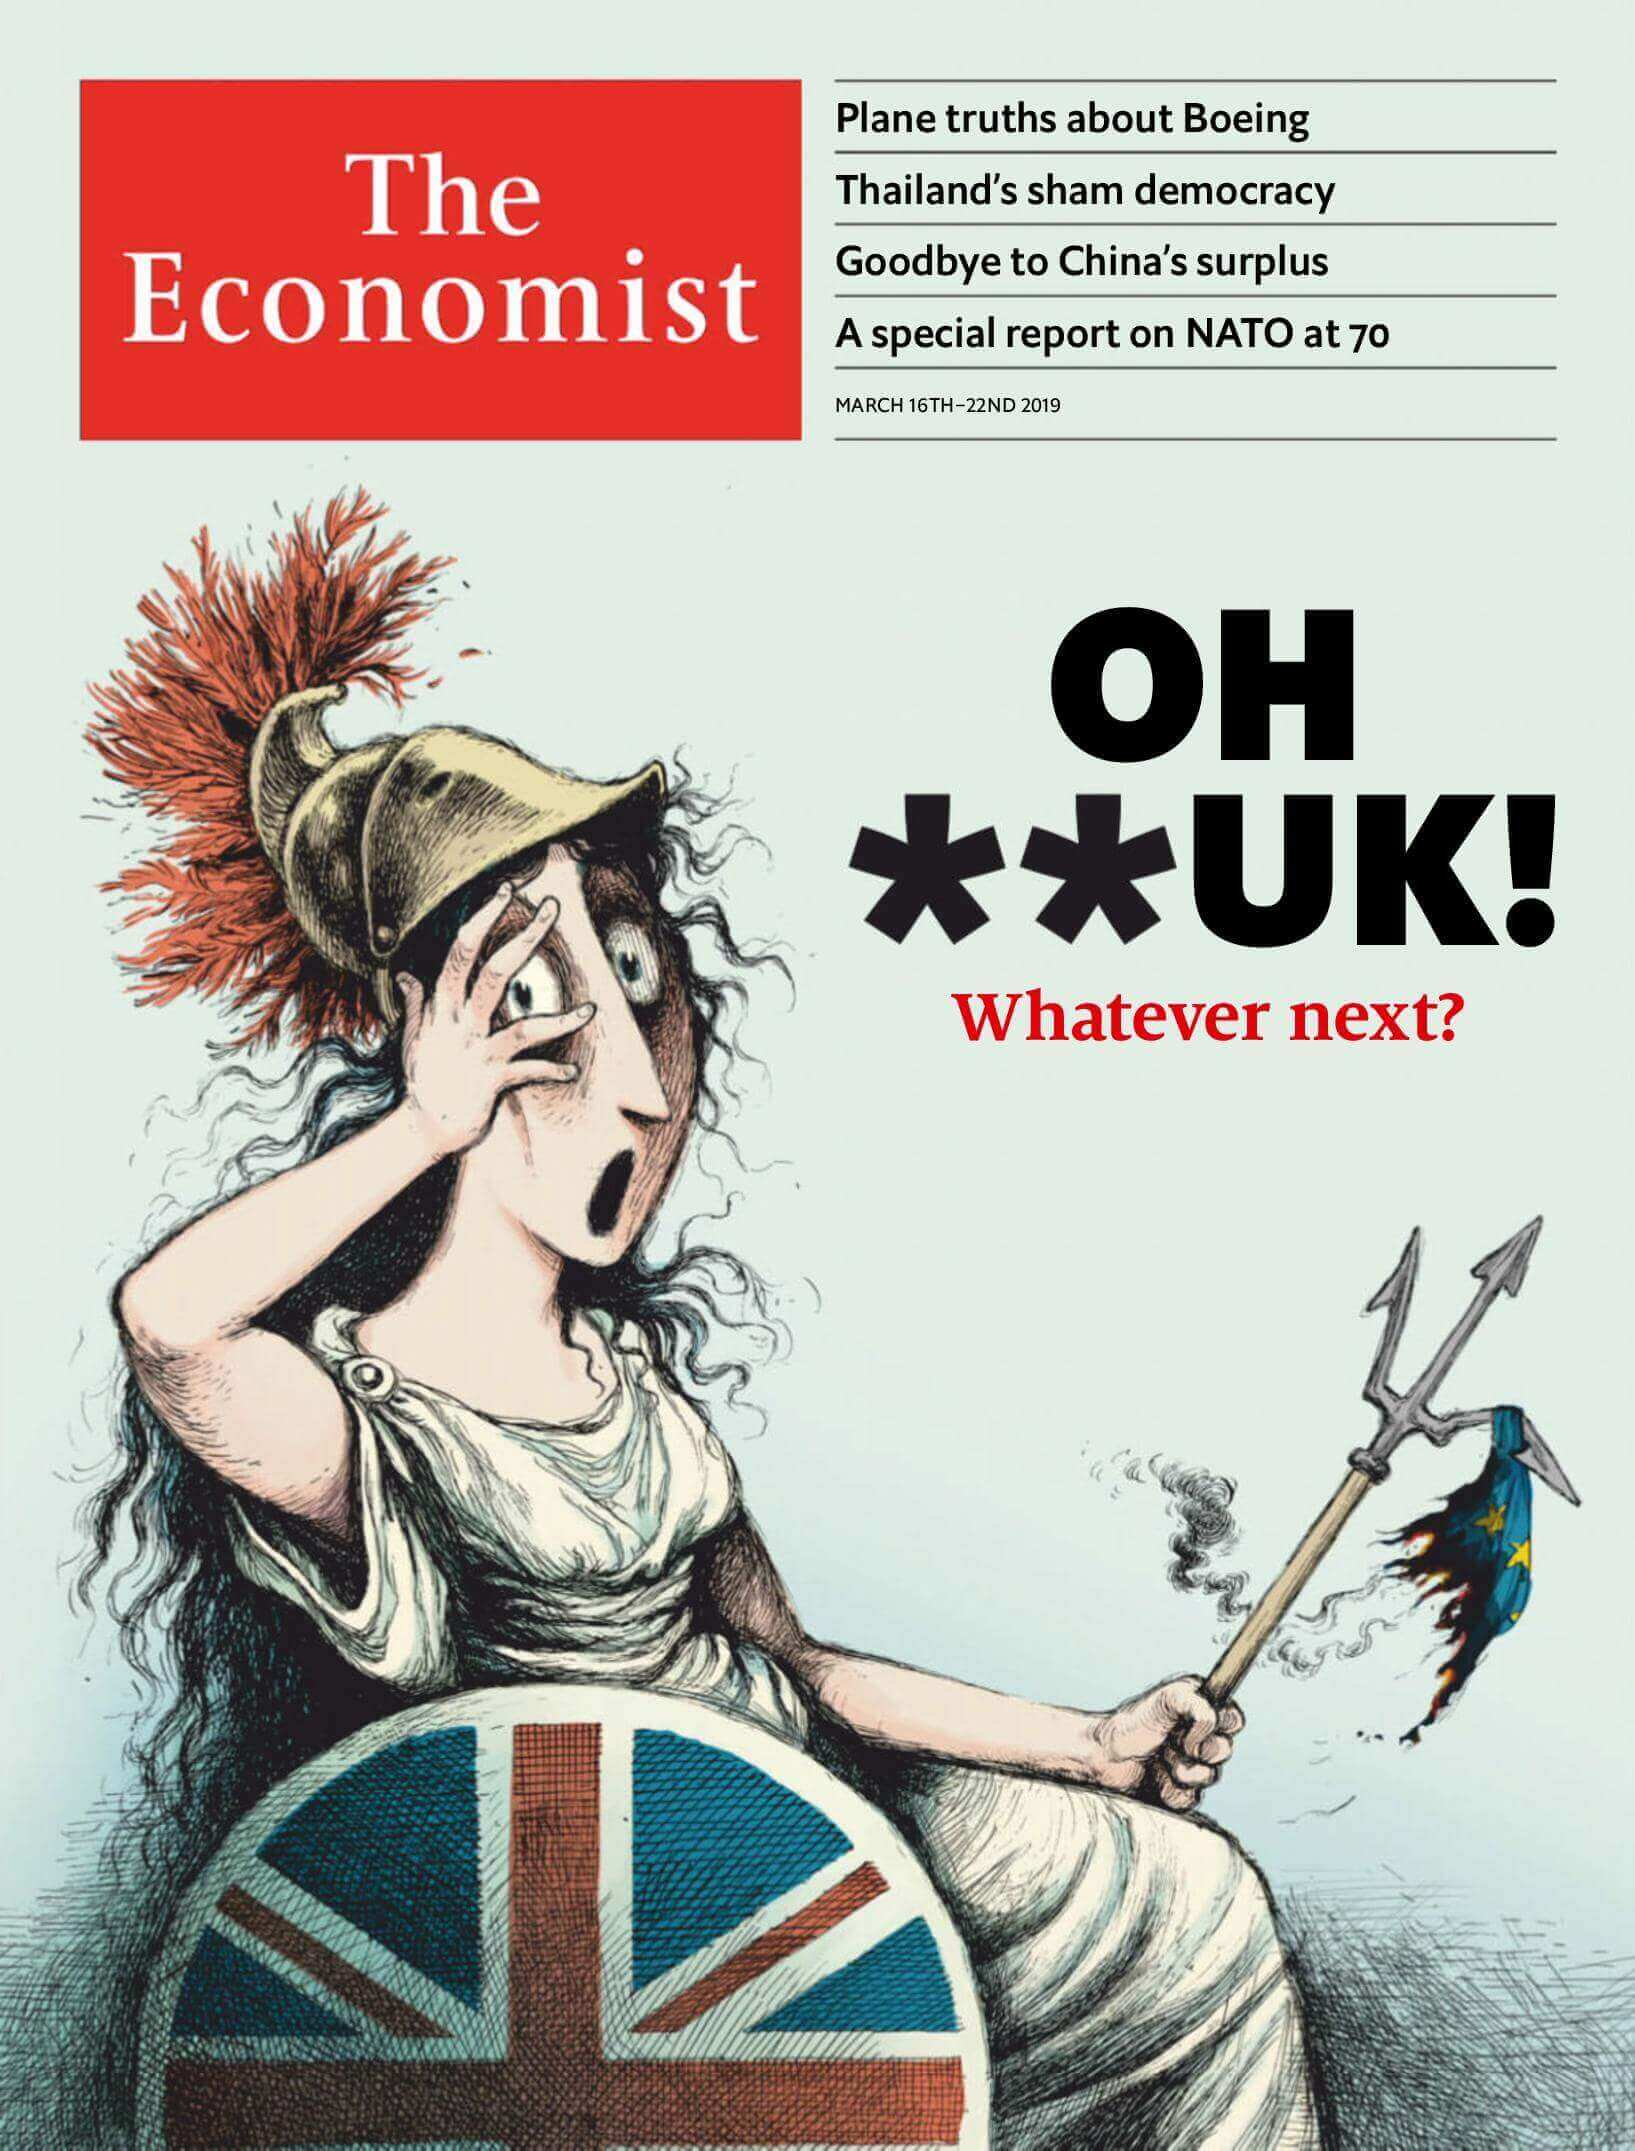 The
Economist
Plane truths about Boeing
Thailand's sham democracy
Goodbye to China's surplus
A special report on NATO at 70
MARCH 16TH–22ND 2019
OH
**UK!
Whatever next?